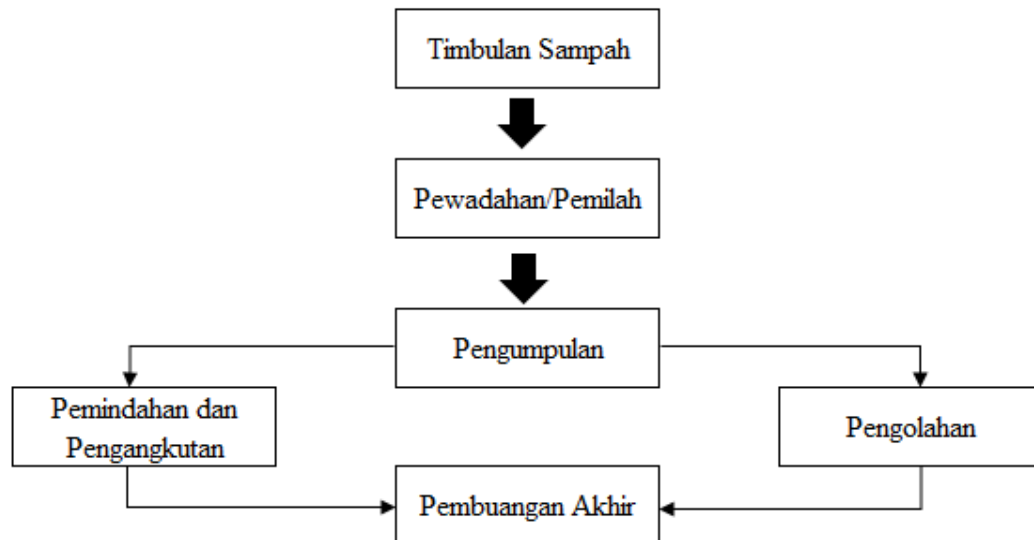 Timbulan Sampah
Pewadahan/Pemilah
Pengumpulan
Pemindahan dan
Pengangkutan
Pengolahan
Pembuangan Akhir